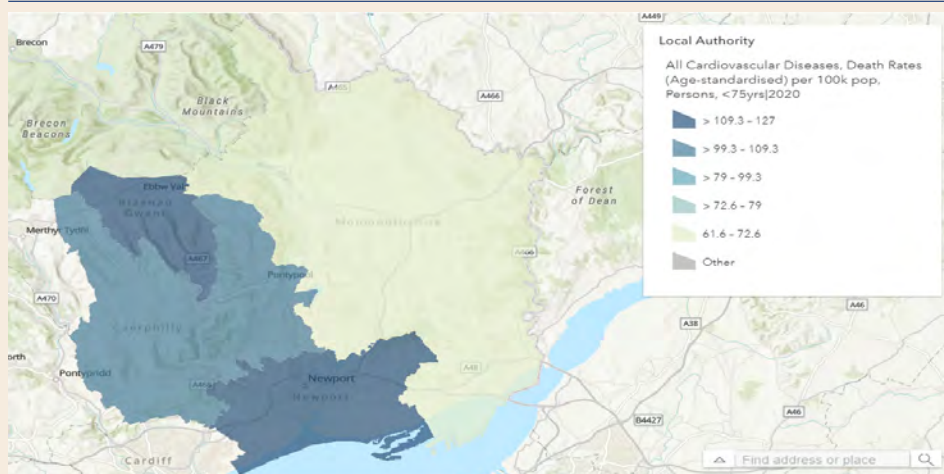 Brecon
A479
A449
A465
A466
Black
Mountains
Brecon
Beacons
Ebbw Vale
Blaenau
Gwent
Forest
of Dean
Merthyr Tydfil
Monmouthshire
A467
A466
Pontypool
A470
Caerphilly
A48
A38
A46
orth
Pontypridd
A468
Newport
Newport
A46
B4427
Cardiff
Local Authority
All Cardiovascular Diseases, Death Rates
(Age-standardised) per 100k pop,
Persons, <75yrs|2020
> 109.3 – 127
> 99.3 – 109.3
> 79 – 99.3
> 72.6 – 79
61.6 – 72.6
Other
Find address or place